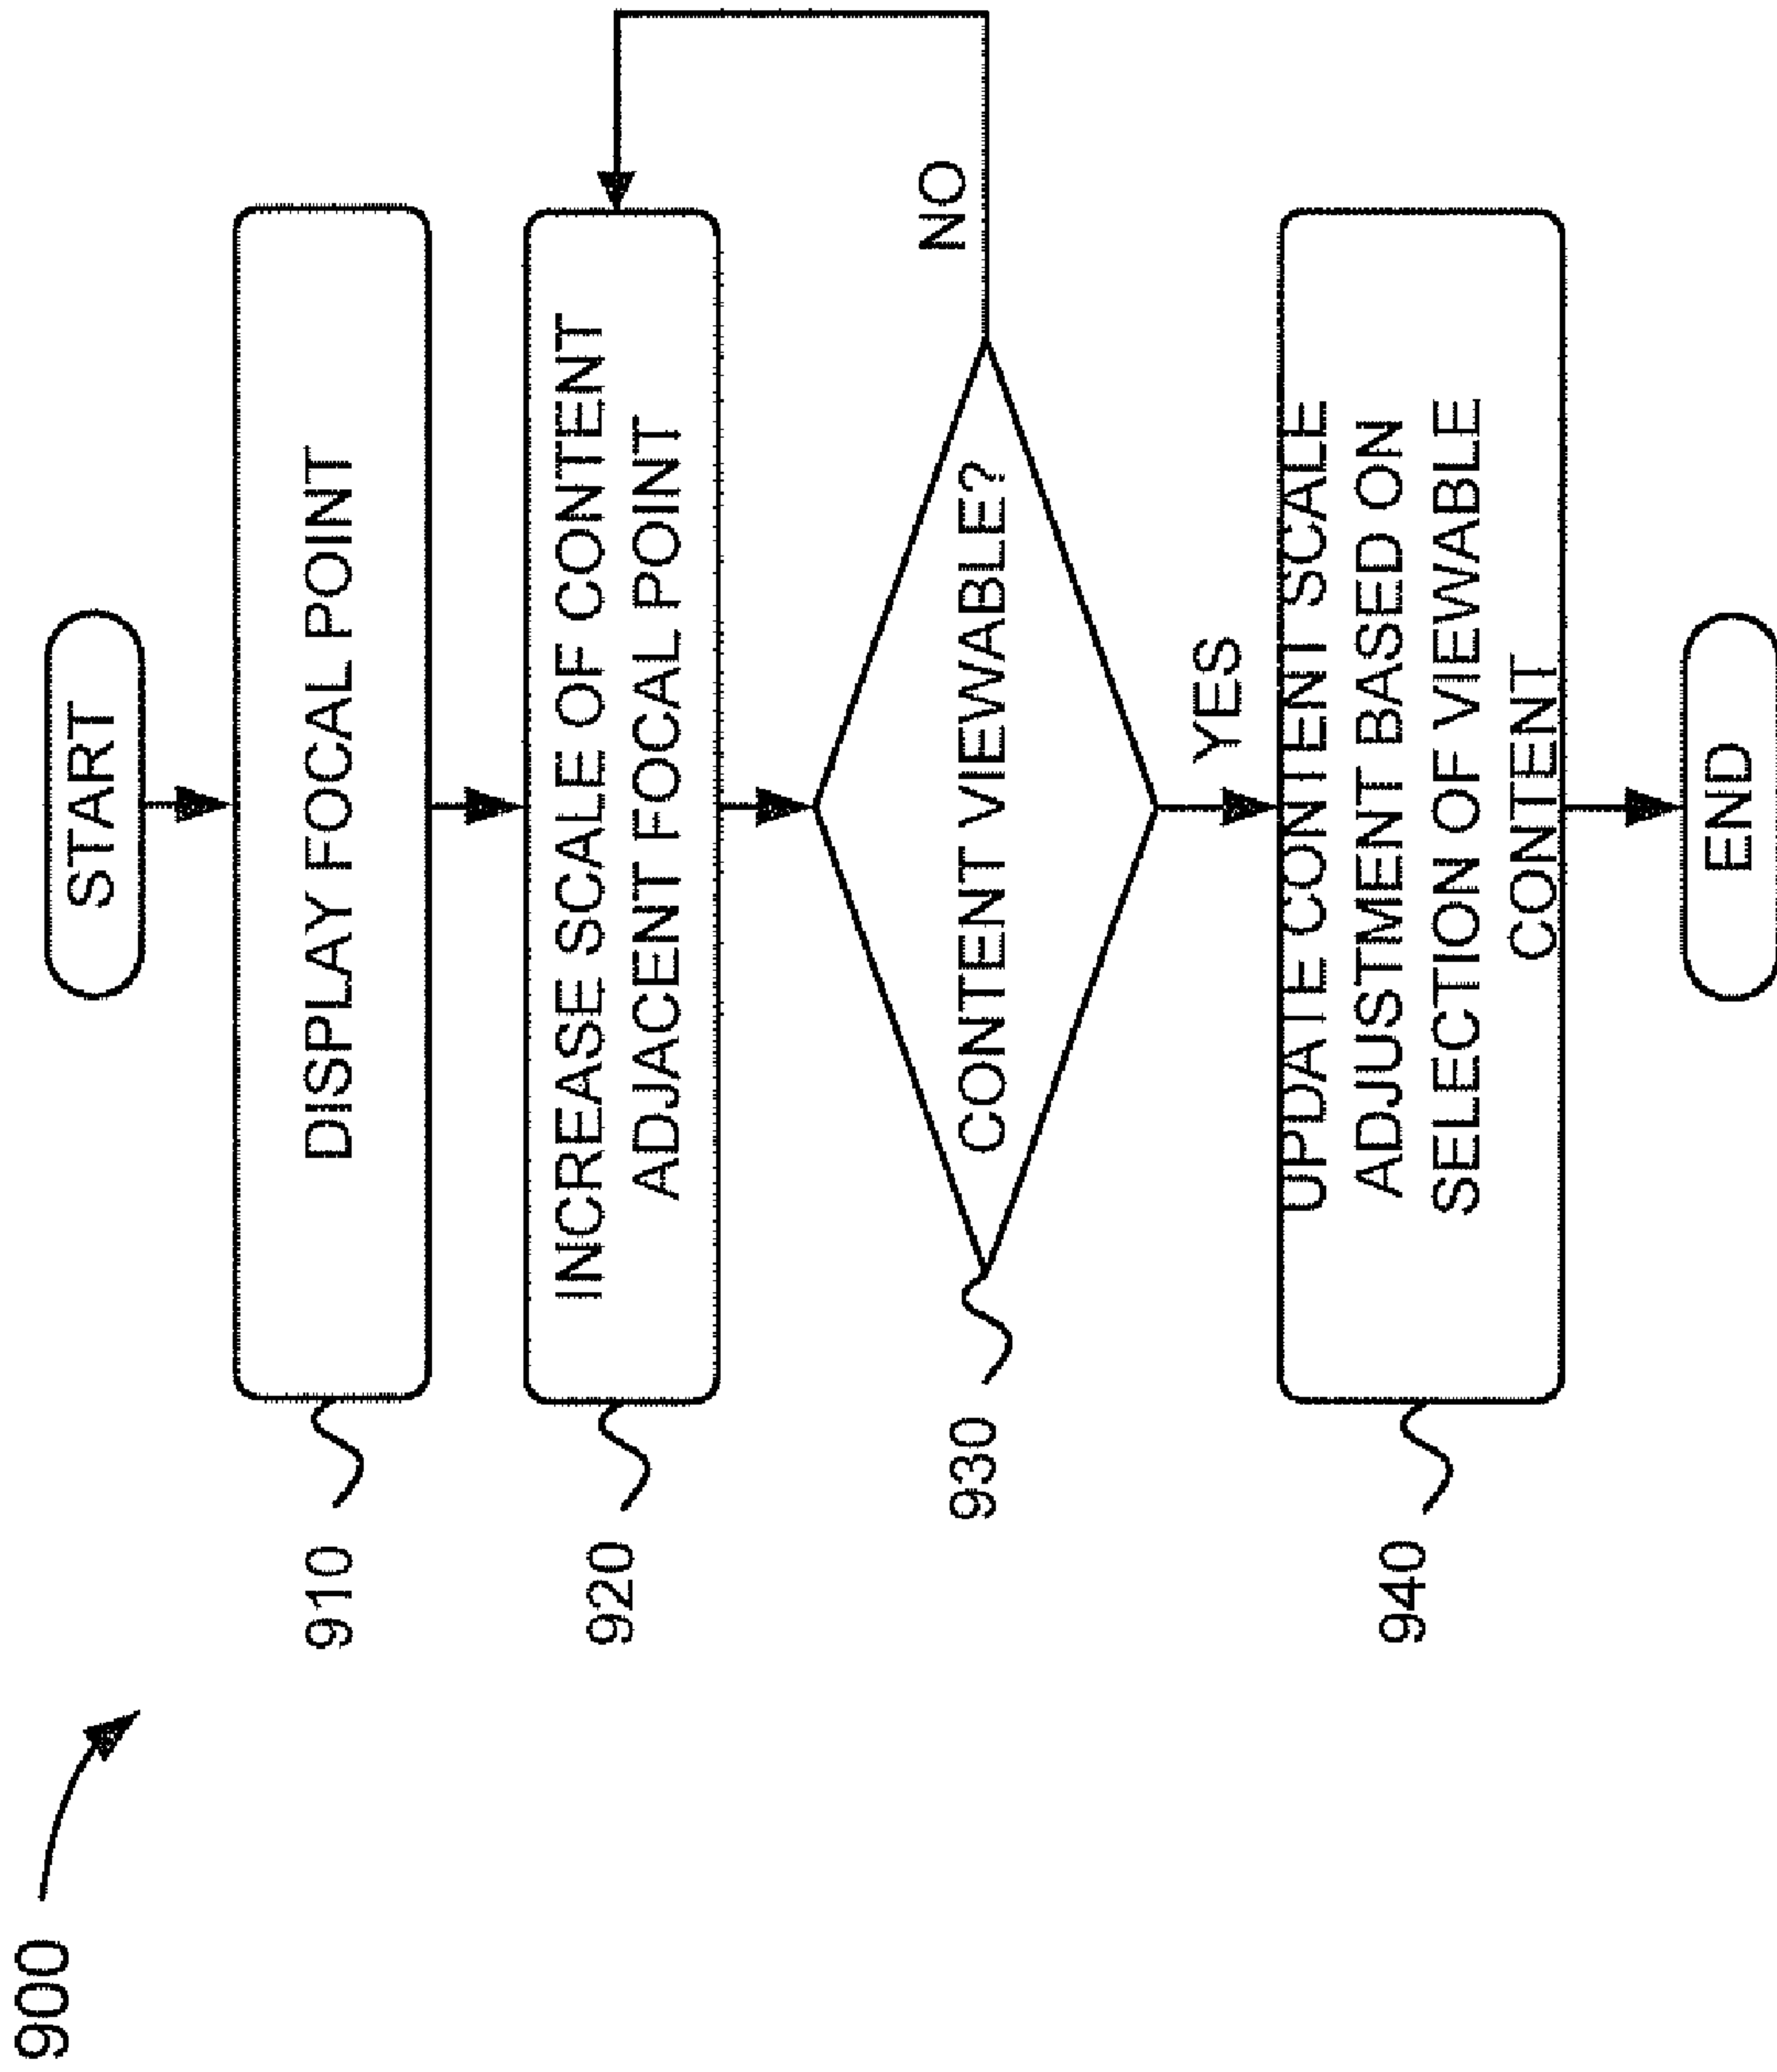 900
START
910
DISPLAY FOCAL POINT
920
INCREASE SCALE OF CONTENT
ADJACENT FOCAL POINT
930
CONTENT VIEWABLE?
NO
YES
940
UPDATE CONTENT SCALE
ADJUSTMENT BASED ON
SELECTION OF VIEWABLE
CONTENT
END